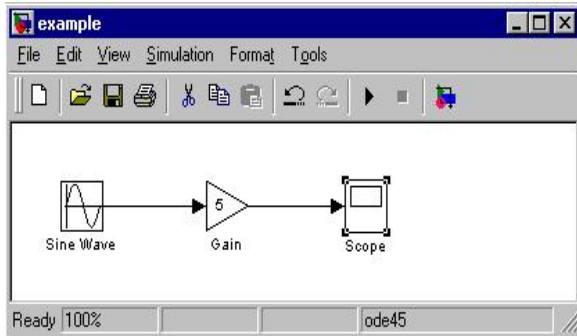 example
File Edit View Simulation Format Tools
5
Sine Wave Gain Scope
Ready 100% ode45